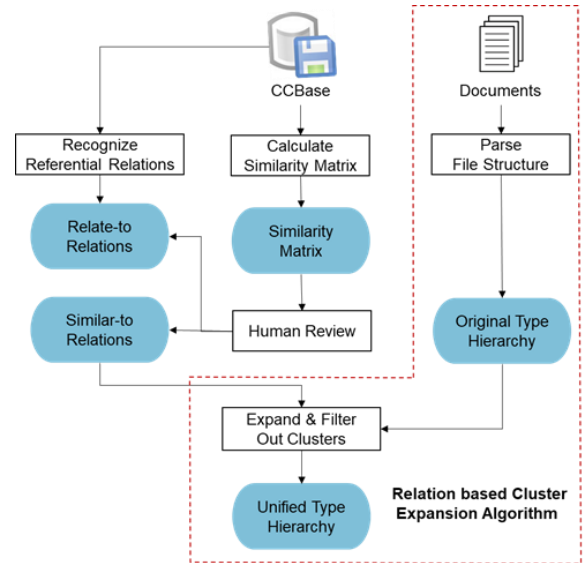 CCBase
Documents
Recognize
Referential Relations
Calculate
Similarity Matrix
Parse
File Structure
Relate-to
Relations
Similarity
Matrix
Similar-to
Relations
Human Review
Original Type
Hierarchy
Expand & Filter
Out Clusters
Unified Type
Hierarchy
Relation based Cluster
Expansion Algorithm